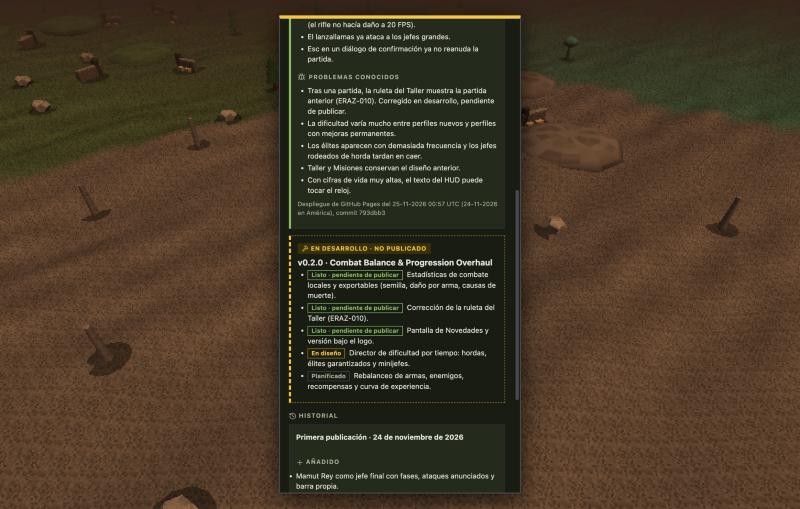 (el rifle no hacía daño a 20 FPS).
• El lanzallamas ya ataca a los jefes grandes.
• Esc en un diálogo de confirmación ya no reanuda la
partida.
PROBLEMAS CONOCIDOS
• Tras una partida, la ruleta del Taller muestra la partida
anterior (ERAZ-010). Corregido en desarrollo, pendiente
de publicar.
• La dificultad varía mucho entre perfiles nuevos y perfiles
con mejoras permanentes.
• Los élites aparecen con demasiada frecuencia y los jefes
rodeados de horda tardan en caer.
• Taller y Misiones conservan el diseño anterior.
• Con cifras de vida muy altas, el texto del HUD puede
tocar el reloj.
Despliegue de GitHub Pages del 25-11-2026 00:57 UTC (24-11-2026
en América), commit 793dbb3
EN DESARROLLO · NO PUBLICADO
v0.2.0 · Combat Balance & Progression Overhaul
• Listo · pendiente de publicar Estadísticas de combate
locales y exportables (semilla, daño por arma, causas de
muerte).
• Listo · pendiente de publicar Corrección de la ruleta del
Taller (ERAZ-010).
• Listo · pendiente de publicar Pantalla de Novedades y
versión bajo el logo.
• En diseño Director de dificultad por tiempo: hordas,
élites garantizados y minijefes.
• Planificado Rebalanceo de armas, enemigos,
recompensas y curva de experiencia.
HISTORIAL
Primera publicación · 24 de noviembre de 2026
AÑADIDO
• Mamut Rey como jefe final con fases, ataques anunciados y
barra propia.